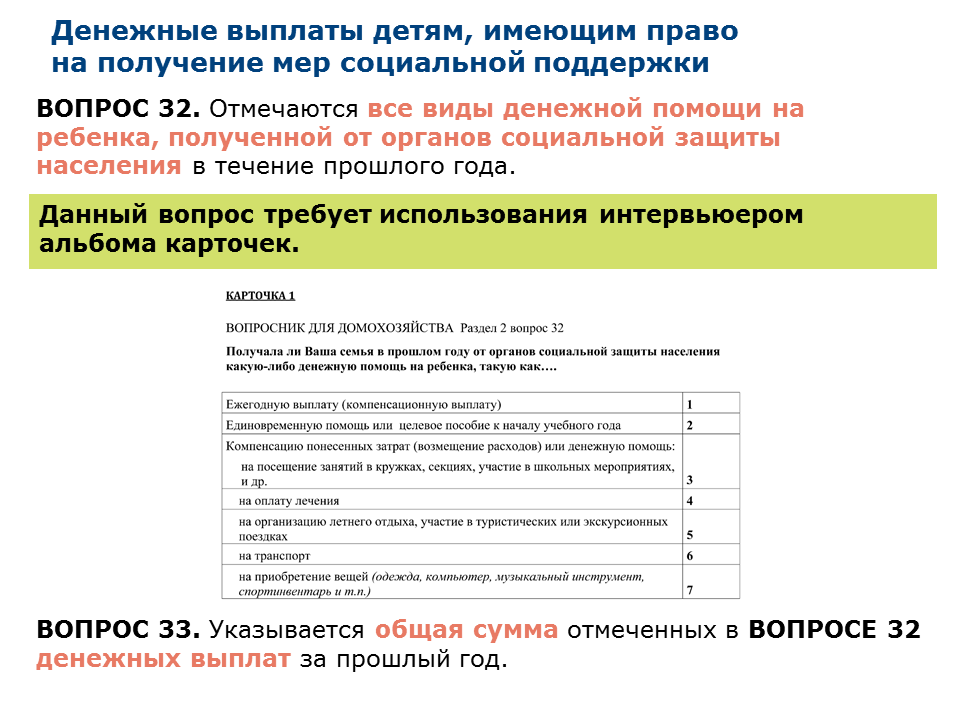 Денежные выплаты детям, имеющим право
на получение мер социальной поддержки
ВОПРОС 32. Отмечаются все виды денежной помощи на
ребенка, полученной от органов социальной защиты
населения в течение прошлого года.
Данный вопрос требует использования интервьюером
альбома карточек.
КАРТОЧКА 1
ВОПРОСНИК ДЛЯ ДОМОХОЗЯЙСТВА Раздел 2 вопрос 32
Получала ли Ваша семья в прошлом году от органов социальной защиты населения
какую-либо денежную помощь на ребенка, такую как….
Ежегодную выплату (компенсационную выплату) 1
Единовременную помощь или целевое пособие к началу учебного года 2
Компенсацию понесенных затрат (возмещение расходов) или денежную помощь:
на посещение занятий в кружках, секциях, участие в школьных мероприятиях,
и др. 3
на оплату лечения 4
на организацию летнего отдыха, участие в туристических или экскурсионных
поездках 5
на транспорт 6
на приобретение вещей (одежда, компьютер, музыкальный инструмент,
спортинвентарь и т.п.) 7
ВОПРОС 33. Указывается общая сумма отмеченных в ВОПРОСЕ 32
денежных выплат за прошлый год.